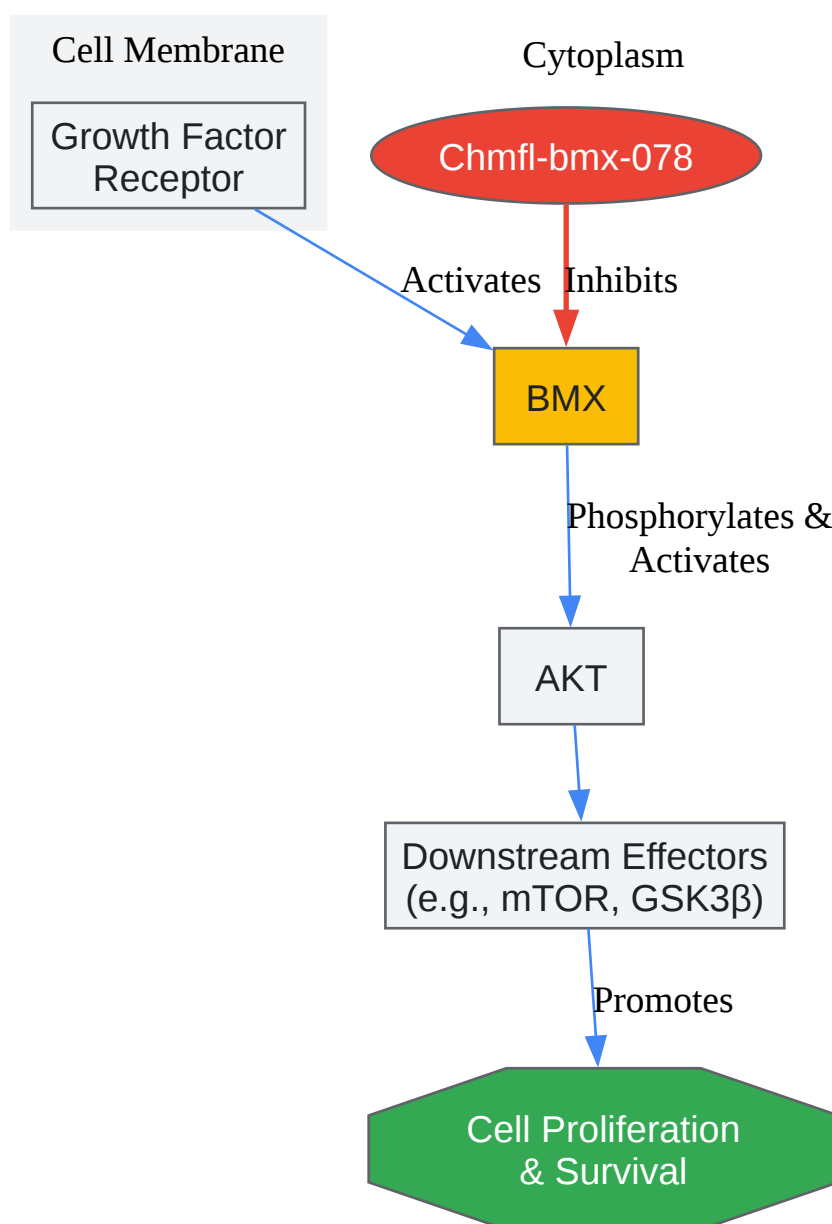 Cell Membrane
Cytoplasm
Growth Factor
Receptor
Chmfl-bmx-078
Activates
Inhibits
BMX
Phosphorylates &
Activates
AKT
Downstream Effectors
(e.g., mTOR, GSK3β)
Promotes
Cell Proliferation
& Survival